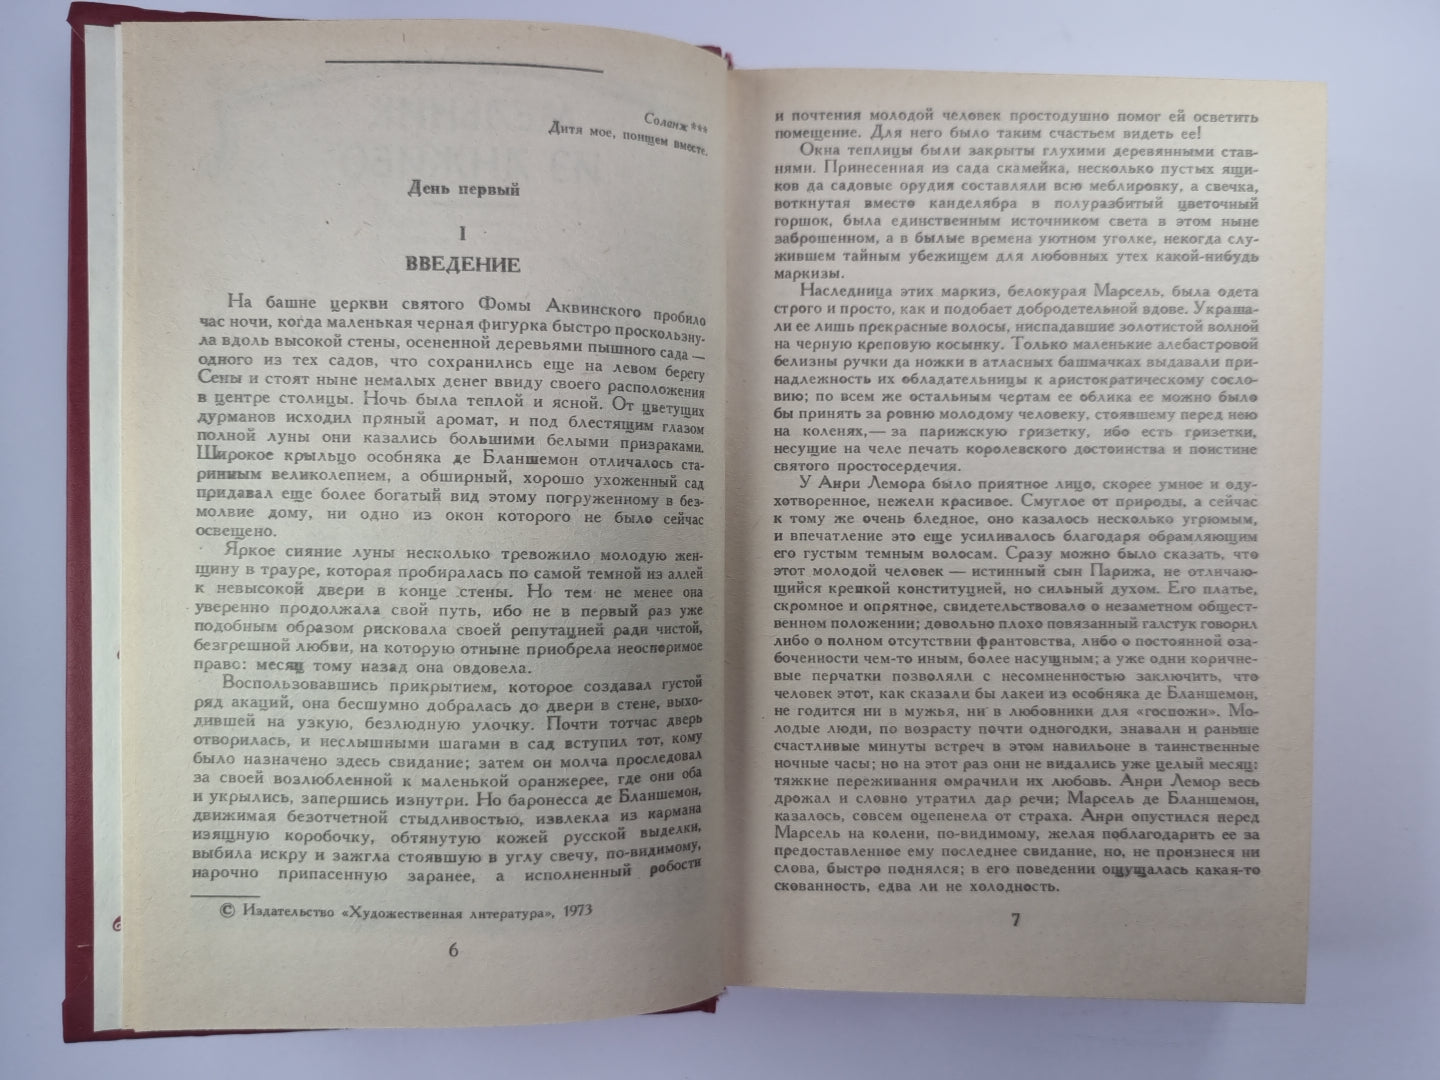 Соланж ***
Дитя мое, поищем вместе.
День первый
I
ВВЕДЕНИЕ
На башне церкви святого Фомы Аквинского пробило
час ночи, когда маленькая черная фигурка быстро проскользну-
ла вдоль высокой стены, осененной деревьями пышного сада —
одного из тех садов, что сохранились еще на левом берегу
Сены и стоят ныне немалых денег ввиду своего расположения
в центре столицы. Ночь была теплой и ясной. От цветущих
дурманов исходил пряный аромат, и под блестящим глазом
полной луны они казались большими белыми призраками.
Широкое крыльцо особняка де Бланшемон отличалось ста-
ринным великолепием, а обширный, хорошо ухоженный сад
придавал еще более богатый вид этому погруженному в без-
молвие дому, ни одно из окон которого не было сейчас
освещено.
Яркое сияние луны несколько тревожило молодую жен-
щину в трауре, которая пробиралась по самой темной из аллей
к невысокой двери в конце стены. Но тем не менее она
уверенно продолжала свой путь, ибо не в первый раз уже
подобным образом рисковала своей репутацией ради чистой,
безгрешной любви, на которую отныне приобрела неоспоримое
право: месяц тому назад она овдовела.
Воспользовавшись прикрытием, которое создавал густой
ряд акаций, она бесшумно добралась до двери в стене, выхо-
дившей на узкую, безлюдную улочку. Почти тотчас дверь
отворилась, и неслышными шагами в сад вступил тот, кому
было назначено здесь свидание; затем он молча проследовал
за своей возлюбленной к маленькой оранжерее, где они оба
и укрылись, запершись изнутри. Но баронесса де Бланшемон,
движимая безотчетной стыдливостью, извлекла из кармана
изящную коробочку, обтянутую кожей русской выделки,
выбила искру и зажгла стоявшую в углу свечу, по-видимому,
нарочно припасенную заранее, а исполненный робости
© Издательство «Художественная литература», 1973
6
и почтения молодой человек простодушно помог ей осветить
помещение. Для него было таким счастьем видеть ее!
Окна теплицы были закрыты глухими деревянными став-
нями. Принесенная из сада скамейка, несколько пустых ящи-
ков да садовые орудия составляли всю меблировку, а свечка,
воткнутая вместо канделябра в полуразбитый цветочный
горшок, была единственным источником света в этом ныне
заброшенном, а в былые времена уютном уголке, некогда слу-
жившем тайным убежищем для любовных утех какой-нибудь
маркизы.
Наследница этих маркиз, белокурая Марсель, была одета
строго и просто, как и подобает добродетельной вдове. Украша-
ли ее лишь прекрасные волосы, ниспадавшие золотистой волной
на черную креповую косынку. Только маленькие алебастровой
белизны ручки да ножки в атласных башмачках выдавали при-
надлежность их обладательницы к аристократическому сосло-
вию; по всем же остальным чертам ее облика ее можно было
бы принять за ровню молодому человеку, стоявшему перед нею
на коленях,— за парижскую гризетку, ибо есть гризетки,
несущие на челе печать королевского достоинства и поистине
святого простосердечия.
У Анри Лемора было приятное лицо, скорее умное и оду-
хотворенное, нежели красивое. Смуглое от природы, а сейчас
к тому же очень бледное, оно казалось несколько угрюмым,
и впечатление это еще усиливалось благодаря обрамляющим
его густым темным волосам. Сразу можно было сказать, что
этот молодой человек — истинный сын Парижа, не отличаю-
щийся крепкой конституцией, но сильный духом. Его платье,
скромное и опрятное, свидетельствовало о незаметном общест-
венном положении; довольно плохо повязанный галстук говорил
либо о полном отсутствии франтовства, либо о постоянной оза-
боченности чем-то иным, более насущным; а уже одни коричне-
вые перчатки позволяли с несомненностью заключить, что
человек этот, как сказали бы лакеи из особняка де Бланшемон,
не годится ни в мужья, ни в любовники для «госпожи». Мо-
лодые люди, по возрасту почти одногодки, знавали и раньше
счастливые минуты встреч в этом павильоне в таинственные
ночные часы; но на этот раз они не видались уже целый месяц:
тяжкие переживания омрачили их любовь. Анри Лемор весь
дрожал и словно утратил дар речи; Марсель де Бланшемон,
казалось, совсем оцепенела от страха. Анри опустился перед
Марсель на колени, по-видимому, желая поблагодарить ее за
предоставленное ему последнее свидание, но, не произнеся ни
слова, быстро поднялся; в его поведении ощущалась какая-то
скованность, едва ли не холодность.
7